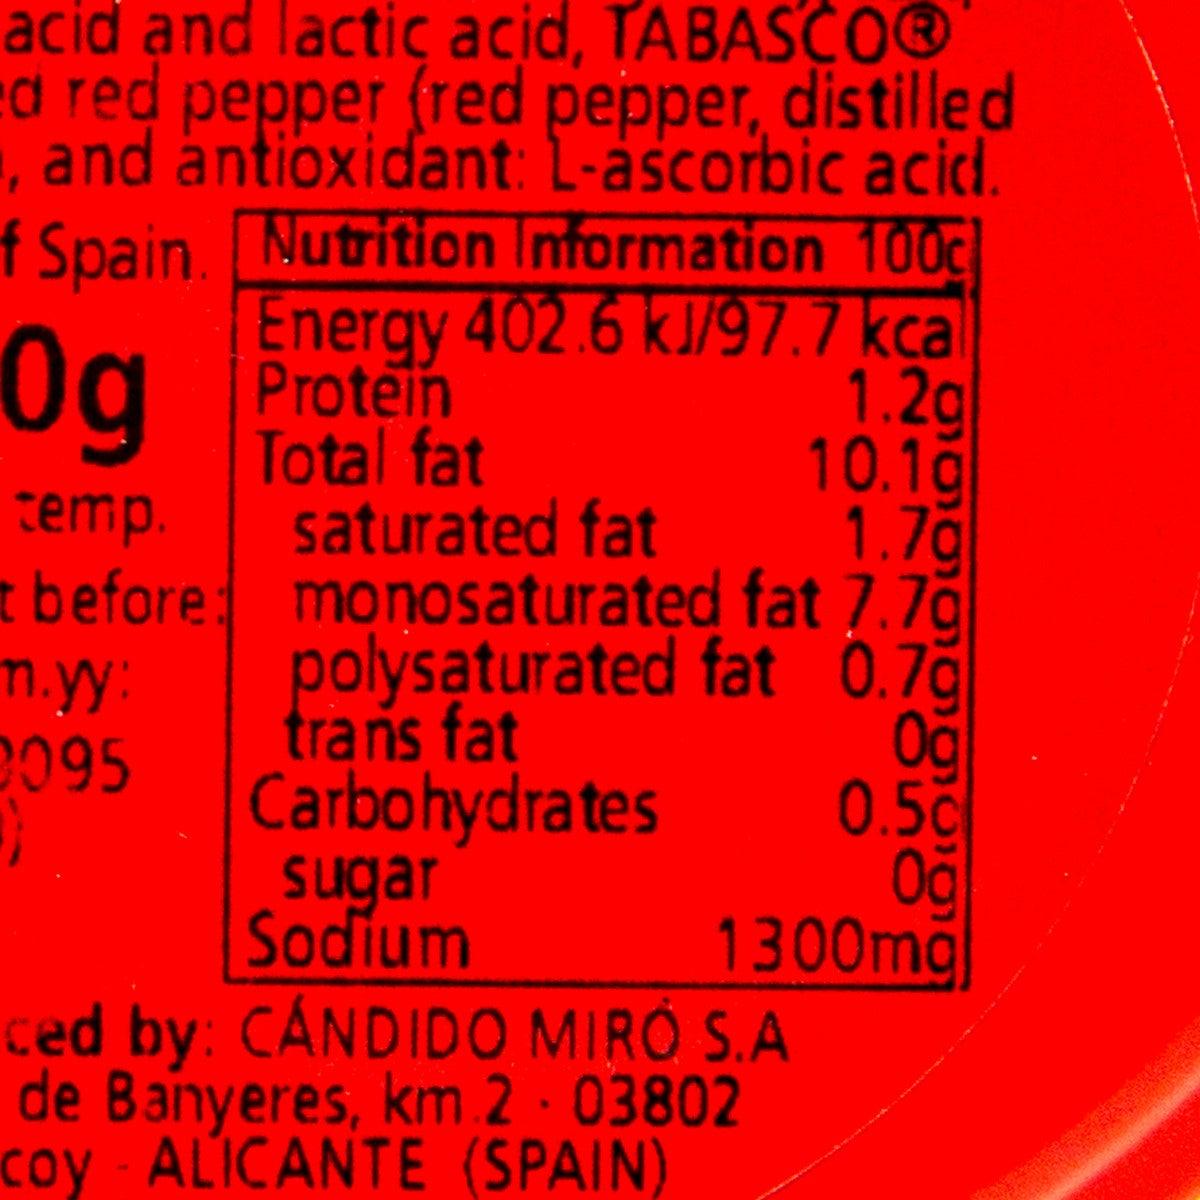 acid and lactic acid, TABASCO®
ed red pepper (red pepper, distilled
, and antioxidant: L-ascorbic acid.
f Spain.
Nutrition Information 100g
Energy 402.6 kJ/97.7 kcal
0g
Protein 1.2g
Total fat 10.1g
temp.
saturated fat 1.7g
t before:
monosaturated fat 7.7g
m.yy:
polysaturated fat 0.7g
trans fat 0g
0095
Carbohydrates 0.5g
)
sugar 0g
Sodium 1300mg
ced by: CÁNDIDO MIRÓ S.A
de Banyeres, km.2 · 03802
coy - ALICANTE (SPAIN)